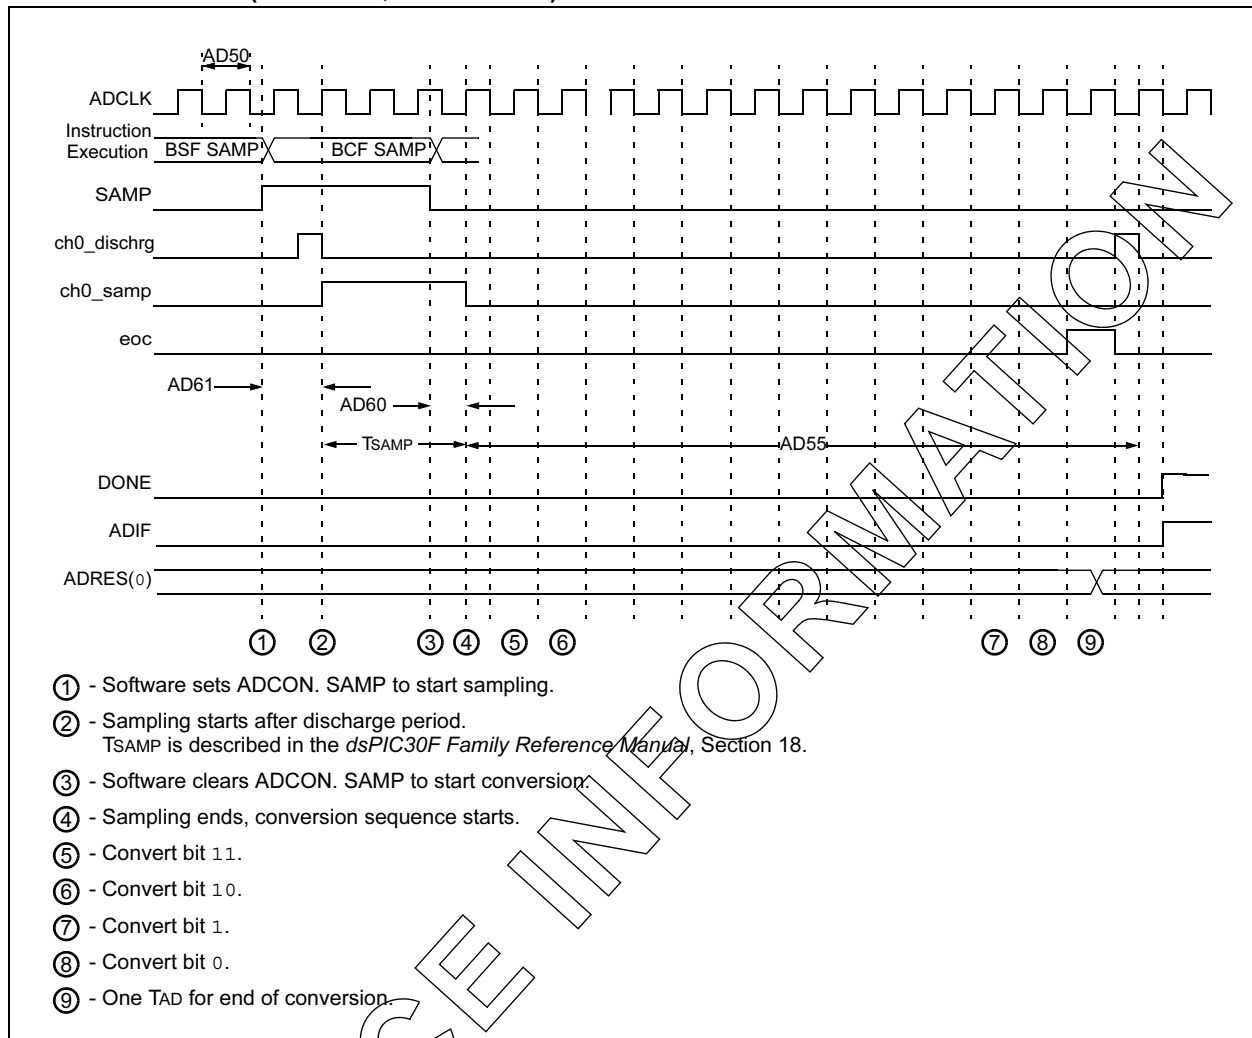 AD50
ADCLK
Instruction
Execution
BSF SAMP
BCF SAMP
SAMP
ch0_dischrg
ch0_samp
eoc
AD61
AD60
TSAMP
AD55
DONE
ADIF
ADRES(0)
1 2 3 4 5 6 7 8 9
1 - Software sets ADCON. SAMP to start sampling.
2 - Sampling starts after discharge period.
TSAMP is described in the dsPIC30F Family Reference Manual, Section 18.
3 - Software clears ADCON. SAMP to start conversion.
4 - Sampling ends, conversion sequence starts.
5 - Convert bit 11.
6 - Convert bit 10.
7 - Convert bit 1.
8 - Convert bit 0.
9 - One TAD for end of conversion.
INFORMATION